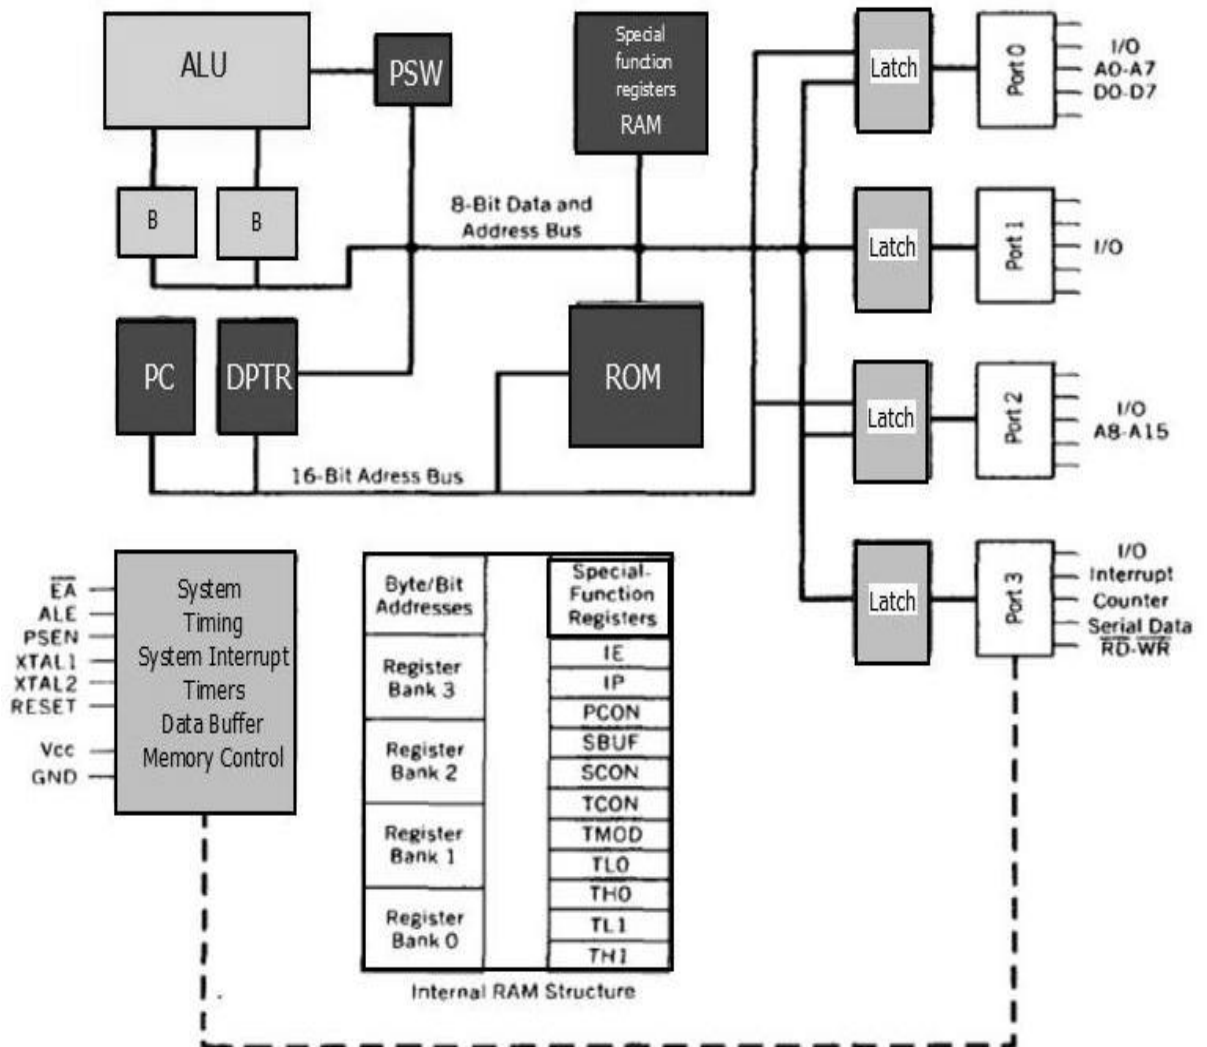 ALU
PSW
Special
function
registers
RAM
Latch
Port 0
I/O
A0-A7
D0-D7
B
B
8-Bit Data and
Address Bus
Latch
Port 1
I/O
PC
DPTR
ROM
Latch
Port 2
I/O
A8-A15
16-Bit Adress Bus
Latch
Port 3
I/O
Interrupt
Counter
Serial Data
R̅D̅-W̅R̅
E̅A̅
ALE
PSEN
XTAL1
XTAL2
RESET
Vcc
GND
System
Timing
System Interrupt
Timers
Data Buffer
Memory Control
Byte/Bit
Addresses
Register
Bank 3
Register
Bank 2
Register
Bank 1
Register
Bank 0
Special-
Function
Registers
IE
IP
PCON
SBUF
SCON
TCON
TMOD
TL0
TH0
TL1
TH1
Internal RAM Structure